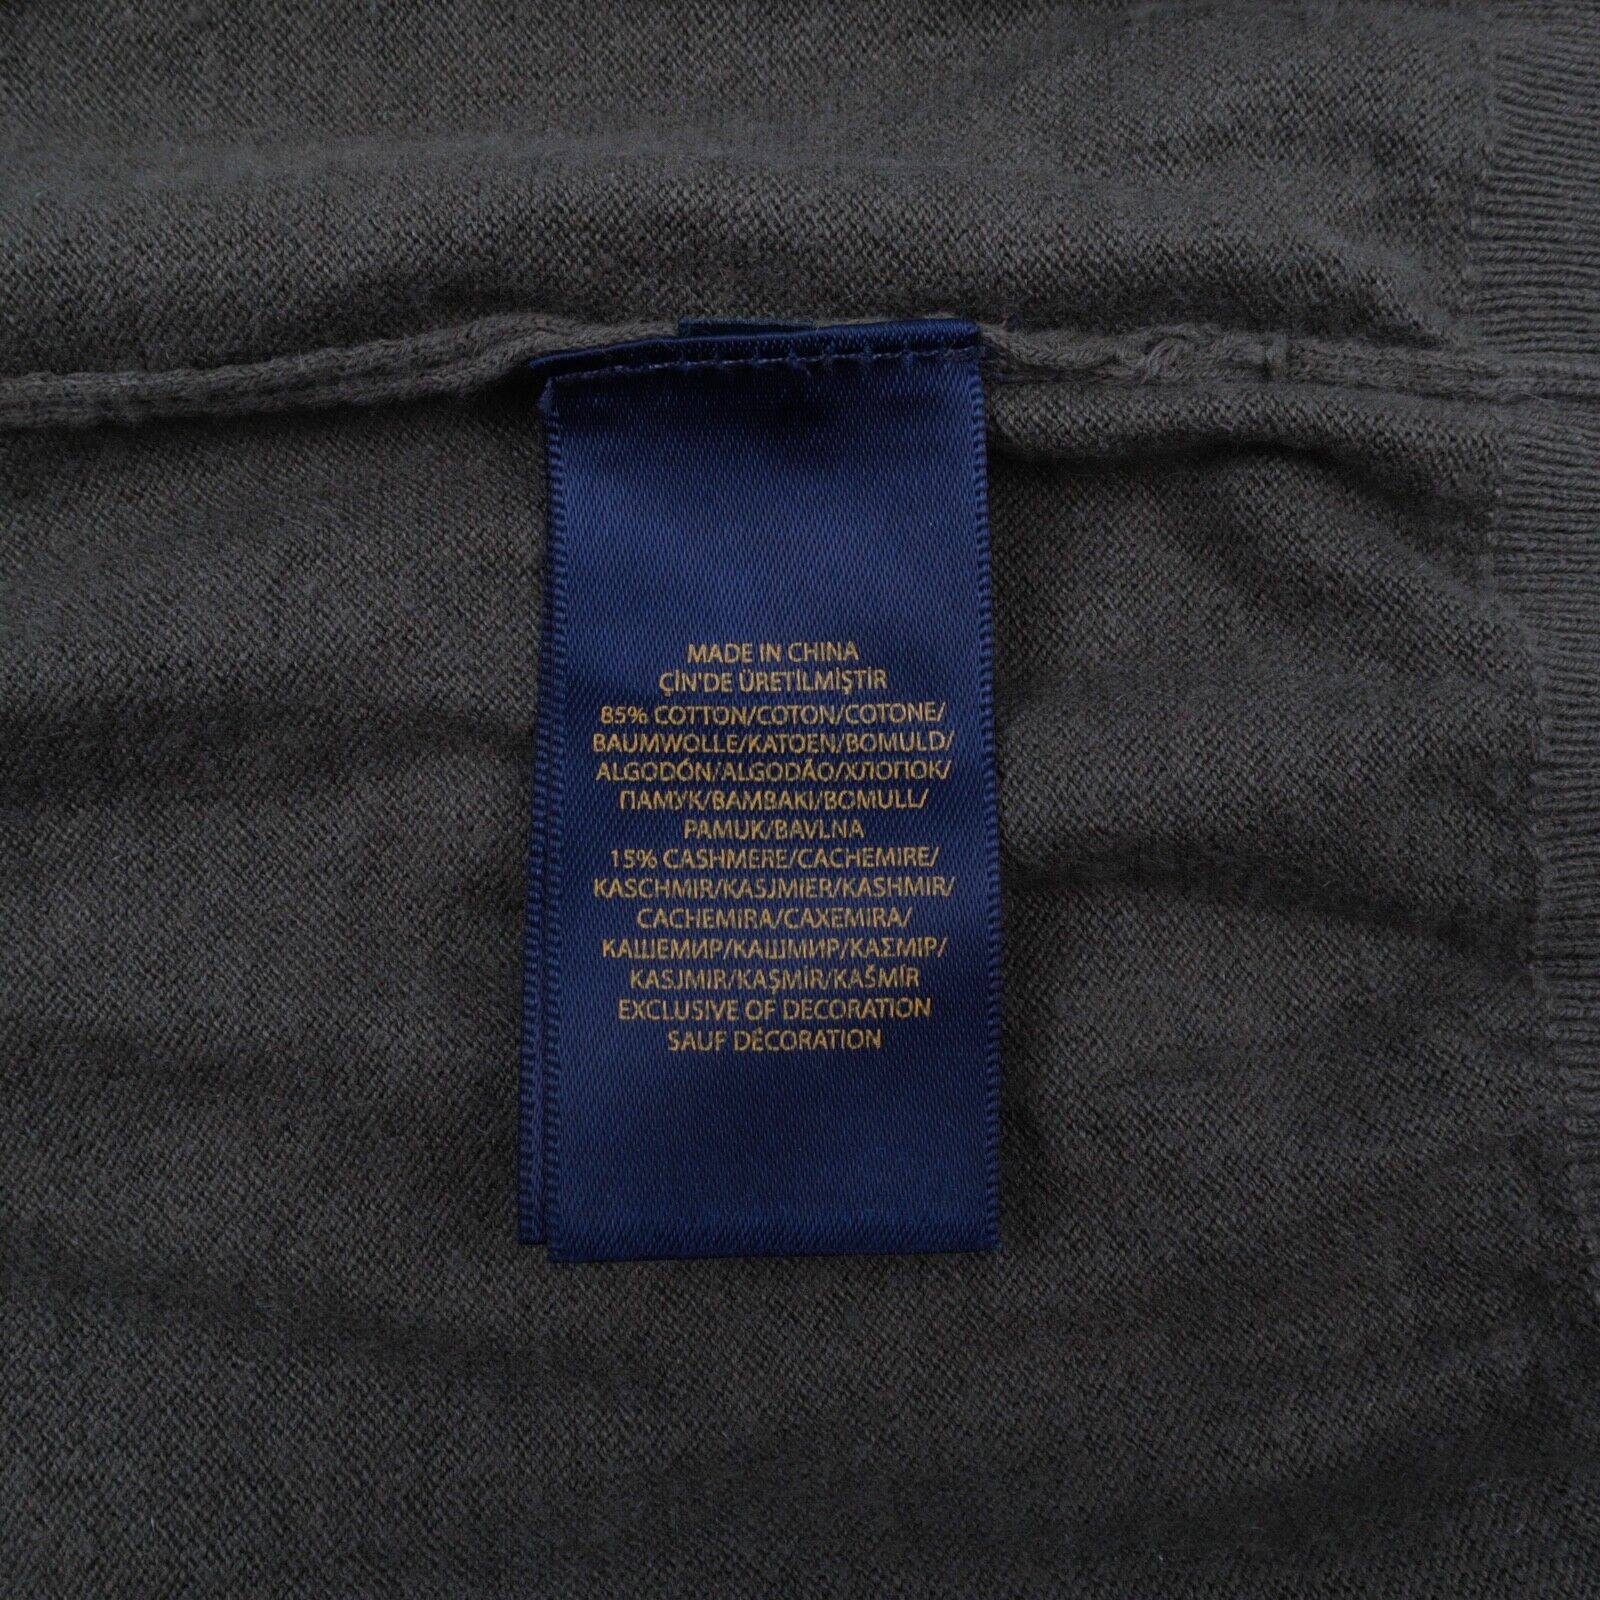 MADE IN CHINA
ÇİN'DE ÜRETİLMİŞTİR
85% COTTON/COTON/COTONE/
BAUMWOLLE/KATOEN/BOMULD/
ALGODÓN/ALGODÃO/ХЛОПОК/
ПАМУК/BAMBAKI/BOMULL/
PAMUK/BAVLNA
15% CASHMERE/CACHEMIRE/
KASCHMIR/KASJMIER/KASHMIR/
CACHEMIRA/CAXEMIRA/
КАШЕМИР/КАШМИР/ΚΑΣΜΙΡ/
KASJMIR/KAŞMİR/KAŠMÍR
EXCLUSIVE OF DECORATION
SAUF DÉCORATION